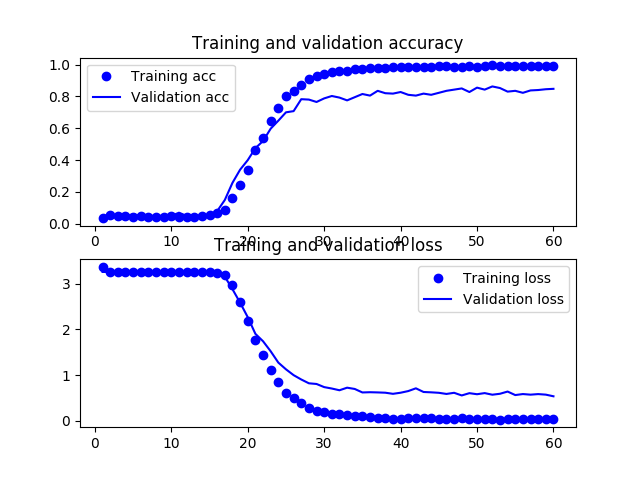 Training and validation accuracy
1.0
0.8
0.6
0.4
0.2
0.0
Training acc
Validation acc
0 10 20 30 40 50 60
Training and validation loss
3
2
1
0
Training loss
Validation loss
0 10 20 30 40 50 60